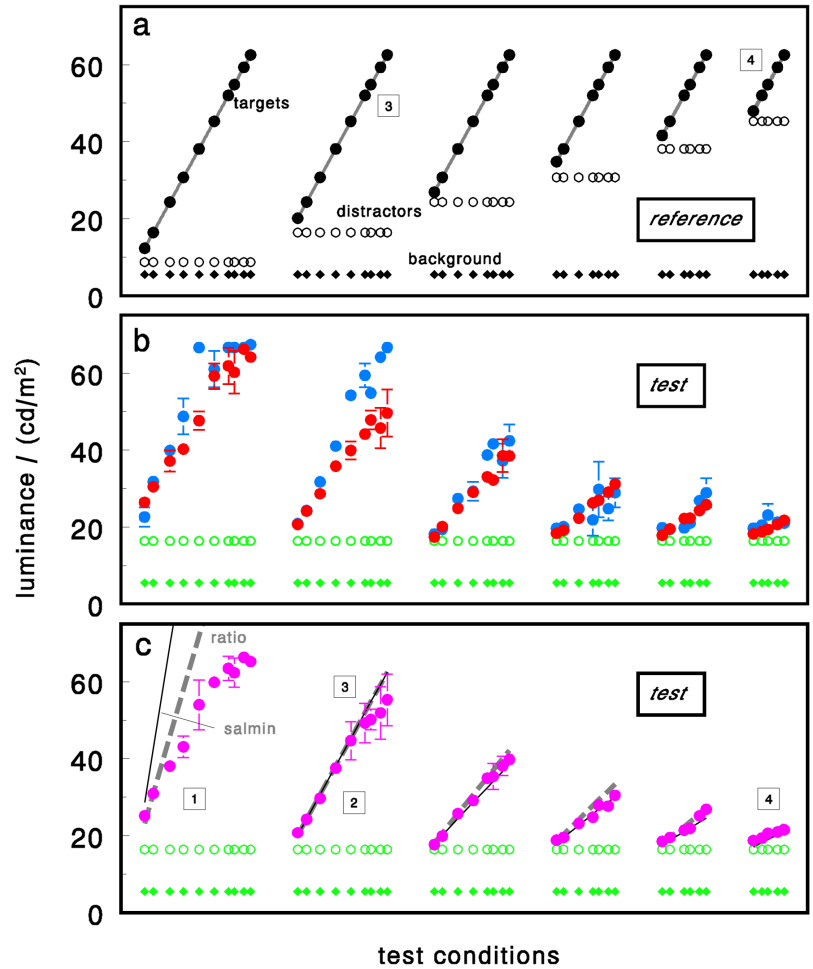 a
60
4
targets
3
40
distractors
20
reference
background
0
b
60
test
40
20
0
luminance / (cd/m²)
c
ratio
60
3
test
salmin
40
1
2
4
20
0
test conditions